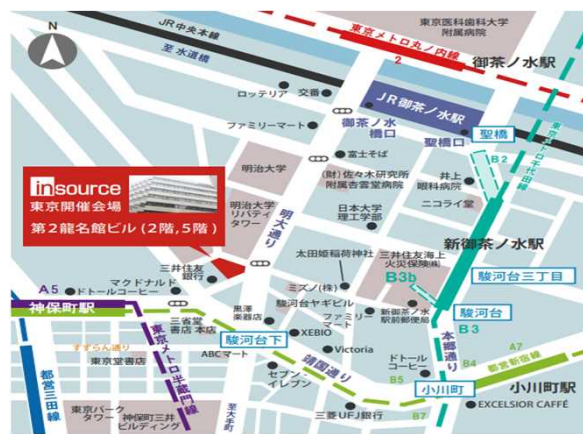 N
JR中央本線
至 水道橋
東京メトロ丸ノ内線
2
東京医科歯科大学
附属病院
御茶ノ水駅
ロッテリア
交番
JR御茶ノ水駅
ファミリーマート
御茶ノ水
橋口
聖橋口
聖橋
東京メトロ千代田線
B2
富士そば
明治大学
(財)佐々木研究所
附属杏雲堂病院
井上
眼科病院
ニコライ堂
insource
東京開催会場
第2龍名館ビル(2階,5階)
明治大学
リバティ
タワー
明大通り
日本大学
理工学部
新御茶ノ水駅
太田姫稲荷神社
三井住友海上
火災保険㈱
駿河台三丁目
三井住友
銀行
ミズノ(株)
B3b
A5
マクドナルド
ドトールコーヒー
神保町駅
駿河台ヤギビル
新御茶ノ水
駅前郵便局
駿河台
B3
三省堂
書店 本店
黒澤
楽器店
ファミリー
マート
XEBIO
本郷通り
すずらん通り
東京堂書店
駿河台下
ABCマート
Victoria
靖国通り
ドトール
コーヒー
B4
A7
都営新宿線
東京メトロ半蔵門線
都営三田線
セブン-
イレブン
B5
小川町
小川町駅
東京パーク
タワー
神保町三井
ビルディング
至大手町
三菱UFJ銀行
B7
EXCELSIOR CAFFÉ